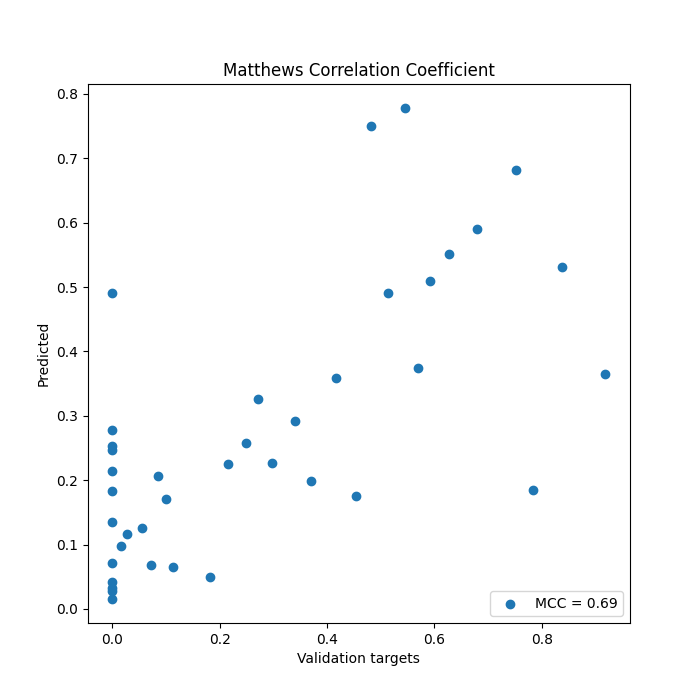 Matthews Correlation Coefficient
0.8
0.7
0.6
0.5
0.4
0.3
0.2
0.1
0.0
Predicted
MCC = 0.69
0.0 0.2 0.4 0.6 0.8
Validation targets